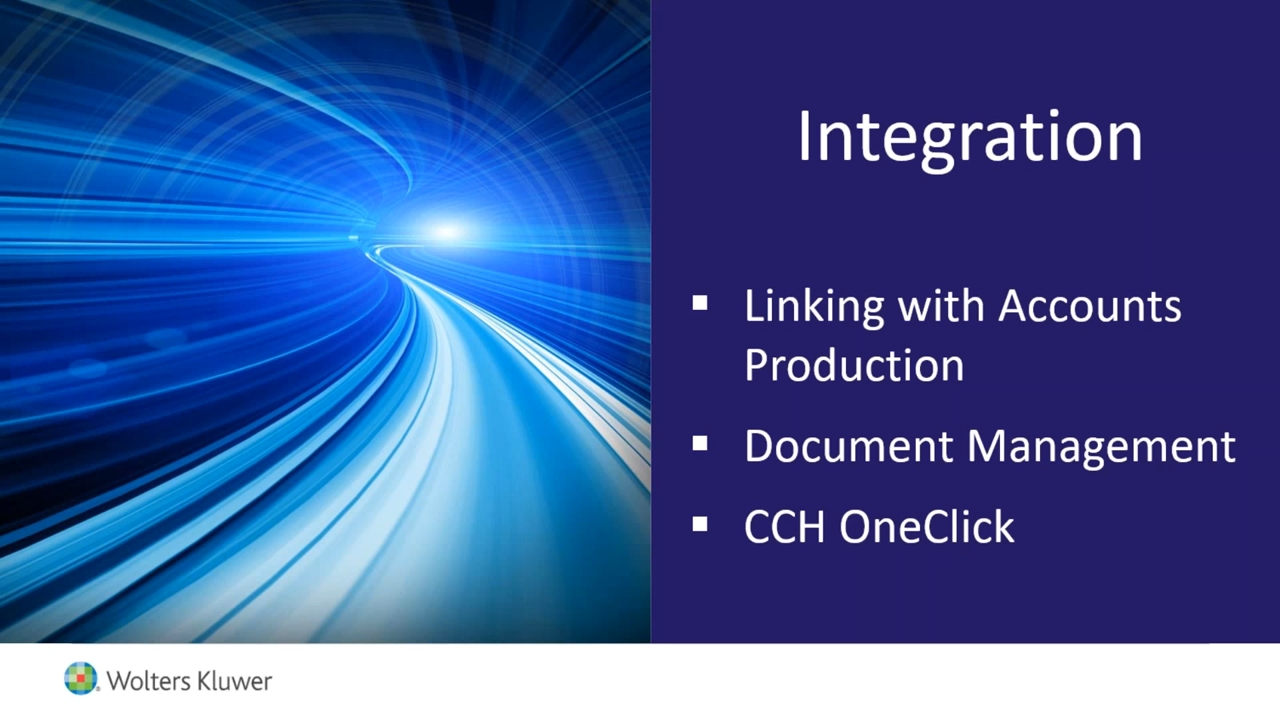 Integration
▪ Linking with Accounts
Production
▪ Document Management
▪ CCH OneClick
Wolters Kluwer